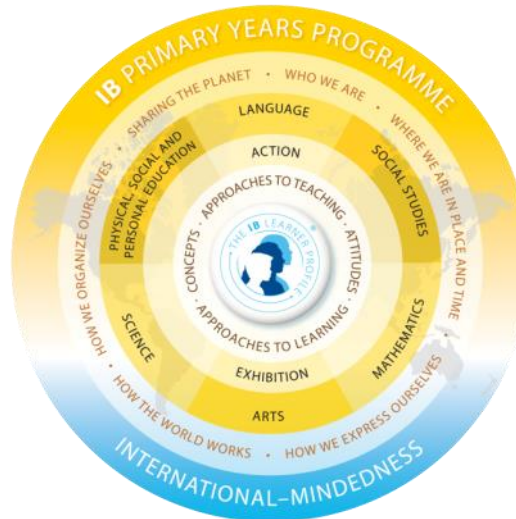 IB PRIMARY YEARS PROGRAMME
SHARING THE PLANET • WHO WE ARE • WHERE WE ARE IN PLACE AND TIME
HOW WE ORGANIZE OURSELVES • HOW THE WORLD WORKS • HOW WE EXPRESS OURSELVES
LANGUAGE
PHYSICAL, SOCIAL AND
PERSONAL EDUCATION
SOCIAL STUDIES
SCIENCE
MATHEMATICS
ARTS
ACTION
EXHIBITION
CONCEPTS · APPROACHES TO TEACHING · ATTITUDES · APPROACHES TO LEARNING
THE IB LEARNER PROFILE
®
INTERNATIONAL–MINDEDNESS